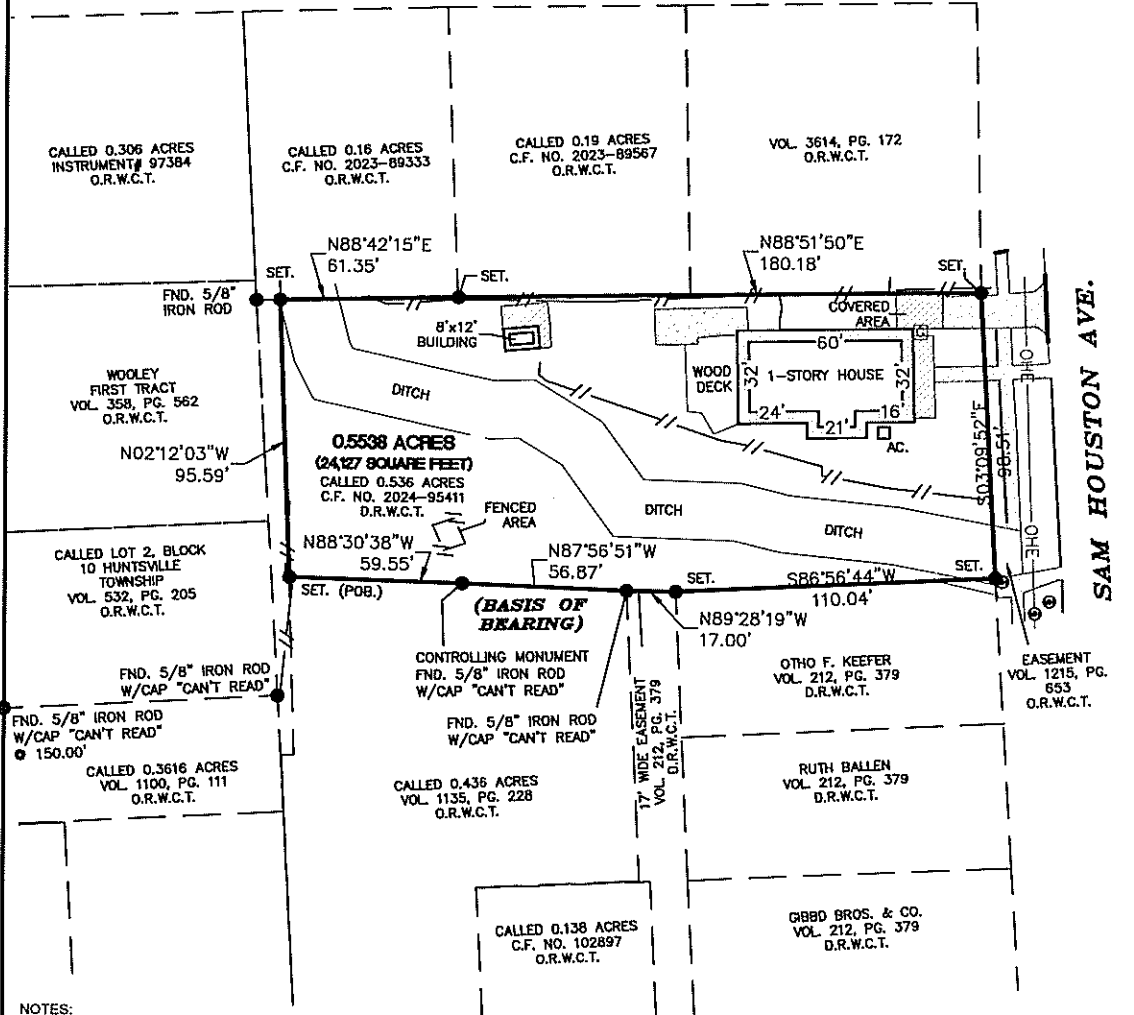 CALLED 0.306 ACRES
INSTRUMENT# 97384
O.R.W.C.T.
CALLED 0.16 ACRES
C.F. NO. 2023-89333
O.R.W.C.T.
CALLED 0.19 ACRES
C.F. NO. 2023-89567
O.R.W.C.T.
VOL. 3614, PG. 172
O.R.W.C.T.
N88°42'15"E
61.35'
N88°51'50"E
180.18'
SET.
SET.
SET.
FND. 5/8"
IRON ROD
8'x12'
BUILDING
COVERED
AREA
60'
WOOD
DECK
32'
1-STORY HOUSE
32'
24'
21'
16'
AC.
DITCH
WOOLEY
FIRST TRACT
VOL. 358, PG. 562
O.R.W.C.T.
N02°12'03"W
95.59'
0.5538 ACRES
(24,127 SQUARE FEET)
CALLED 0.536 ACRES
C.F. NO. 2024-95411
D.R.W.C.T.
FENCED
AREA
DITCH
DITCH
S03°09'52"E
98.51'
OHE
OHE
SAM HOUSTON AVE.
CALLED LOT 2, BLOCK
10 HUNTSVILLE
TOWNSHIP
VOL. 532, PG. 205
O.R.W.C.T.
N88°30'38"W
59.55'
N87°56'51"W
56.87'
SET. (POB.)
(BASIS OF
BEARING)
SET.
S86°56'44"W
110.04'
SET.
N89°28'19"W
17.00'
CONTROLLING MONUMENT
FND. 5/8" IRON ROD
W/CAP "CAN'T READ"
FND. 5/8" IRON ROD
W/CAP "CAN'T READ"
FND. 5/8" IRON ROD
W/CAP "CAN'T READ"
FND. 5/8" IRON ROD
W/CAP "CAN'T READ"
@ 150.00'
CALLED 0.3616 ACRES
VOL. 1100, PG. 111
O.R.W.C.T.
CALLED 0.436 ACRES
VOL. 1135, PG. 228
O.R.W.C.T.
17' WIDE EASEMENT
VOL. 212, PG. 379
D.R.W.C.T.
OTHO F. KEEFER
VOL. 212, PG. 379
D.R.W.C.T.
EASEMENT
VOL. 1215, PG.
653
O.R.W.C.T.
RUTH BALLEN
VOL. 212, PG. 379
D.R.W.C.T.
CALLED 0.138 ACRES
C.F. NO. 102897
O.R.W.C.T.
GIBBD BROS. & CO.
VOL. 212, PG. 379
D.R.W.C.T.
NOTES: